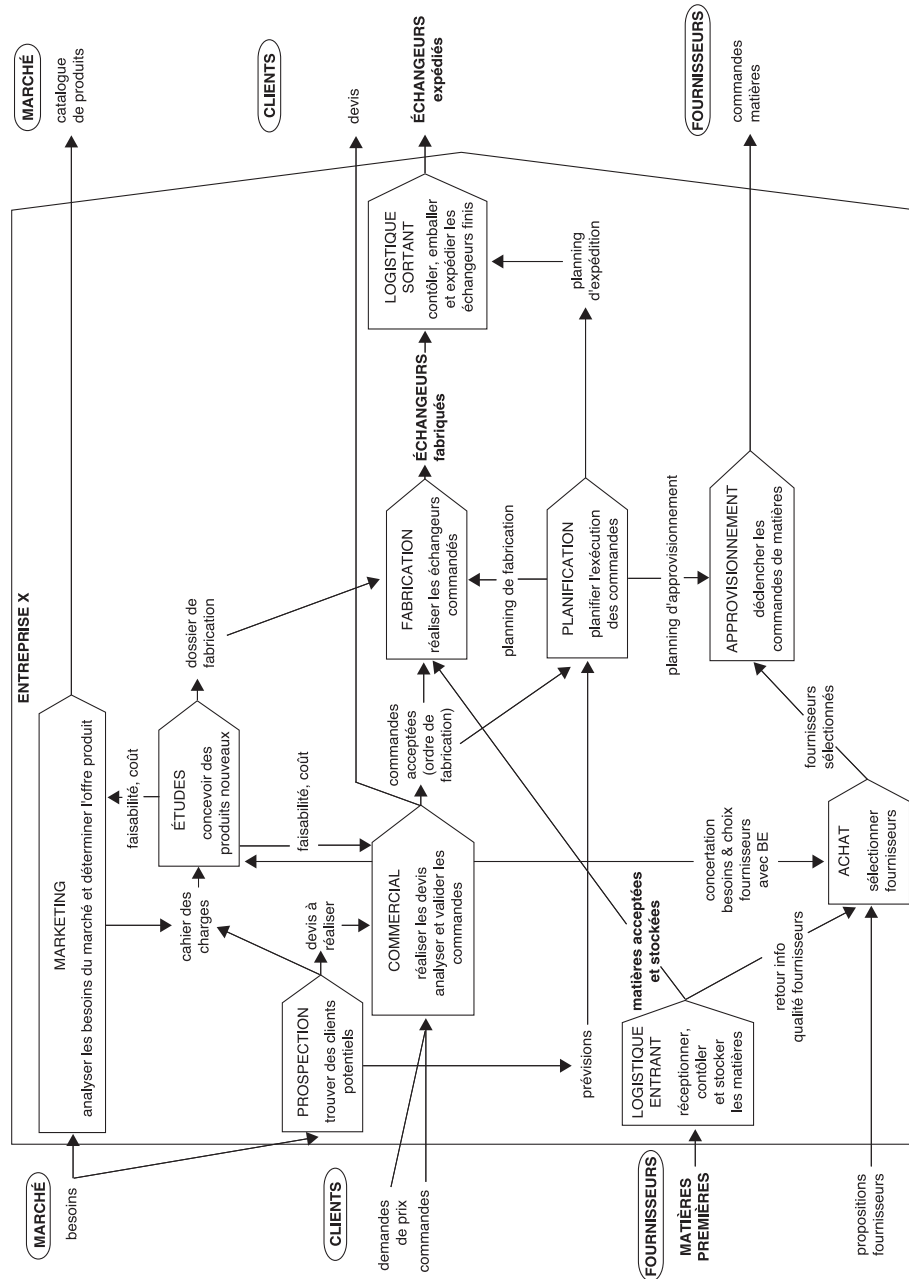 ENTREPRISE X
MARCHÉ
besoins
MARKETING
analyser les besoins du marché et déterminer l'offre produit
MARCHÉ
catalogue
de produits
faisabilité, coût
cahier des
charges
ÉTUDES
concevoir des
produits nouveaux
dossier de
fabrication
CLIENTS
PROSPECTION
trouver des clients
potentiels
devis à
réaliser
faisabilité, coût
CLIENTS
devis
demandes
de prix
commandes
COMMERCIAL
réaliser les devis
analyser et valider les
commandes
commandes
acceptées
(ordre de
fabrication)
FABRICATION
réaliser les échangeurs
commandés
ÉCHANGEURS
fabriqués
LOGISTIQUE
SORTANT
contôler, emballer
et expédier les
échangeurs finis
ÉCHANGEURS
expédiés
planning de fabrication
prévisions
PLANIFICATION
planifier l'exécution
des commandes
planning
d'expédition
matières acceptées
et stockées
planning d'approvisionnement
FOURNISSEURS
MATIÈRES
PREMIÈRES
LOGISTIQUE
ENTRANT
réceptionner,
contôler
et stocker
les matières
concertation
besoins & choix
fournisseurs
avec BE
APPROVISIONNEMENT
déclencher les
commandes de matières
FOURNISSEURS
commandes
matières
retour info
qualité fournisseurs
fournisseurs
sélectionnés
propositions
fournisseurs
ACHAT
sélectionner
fournisseurs